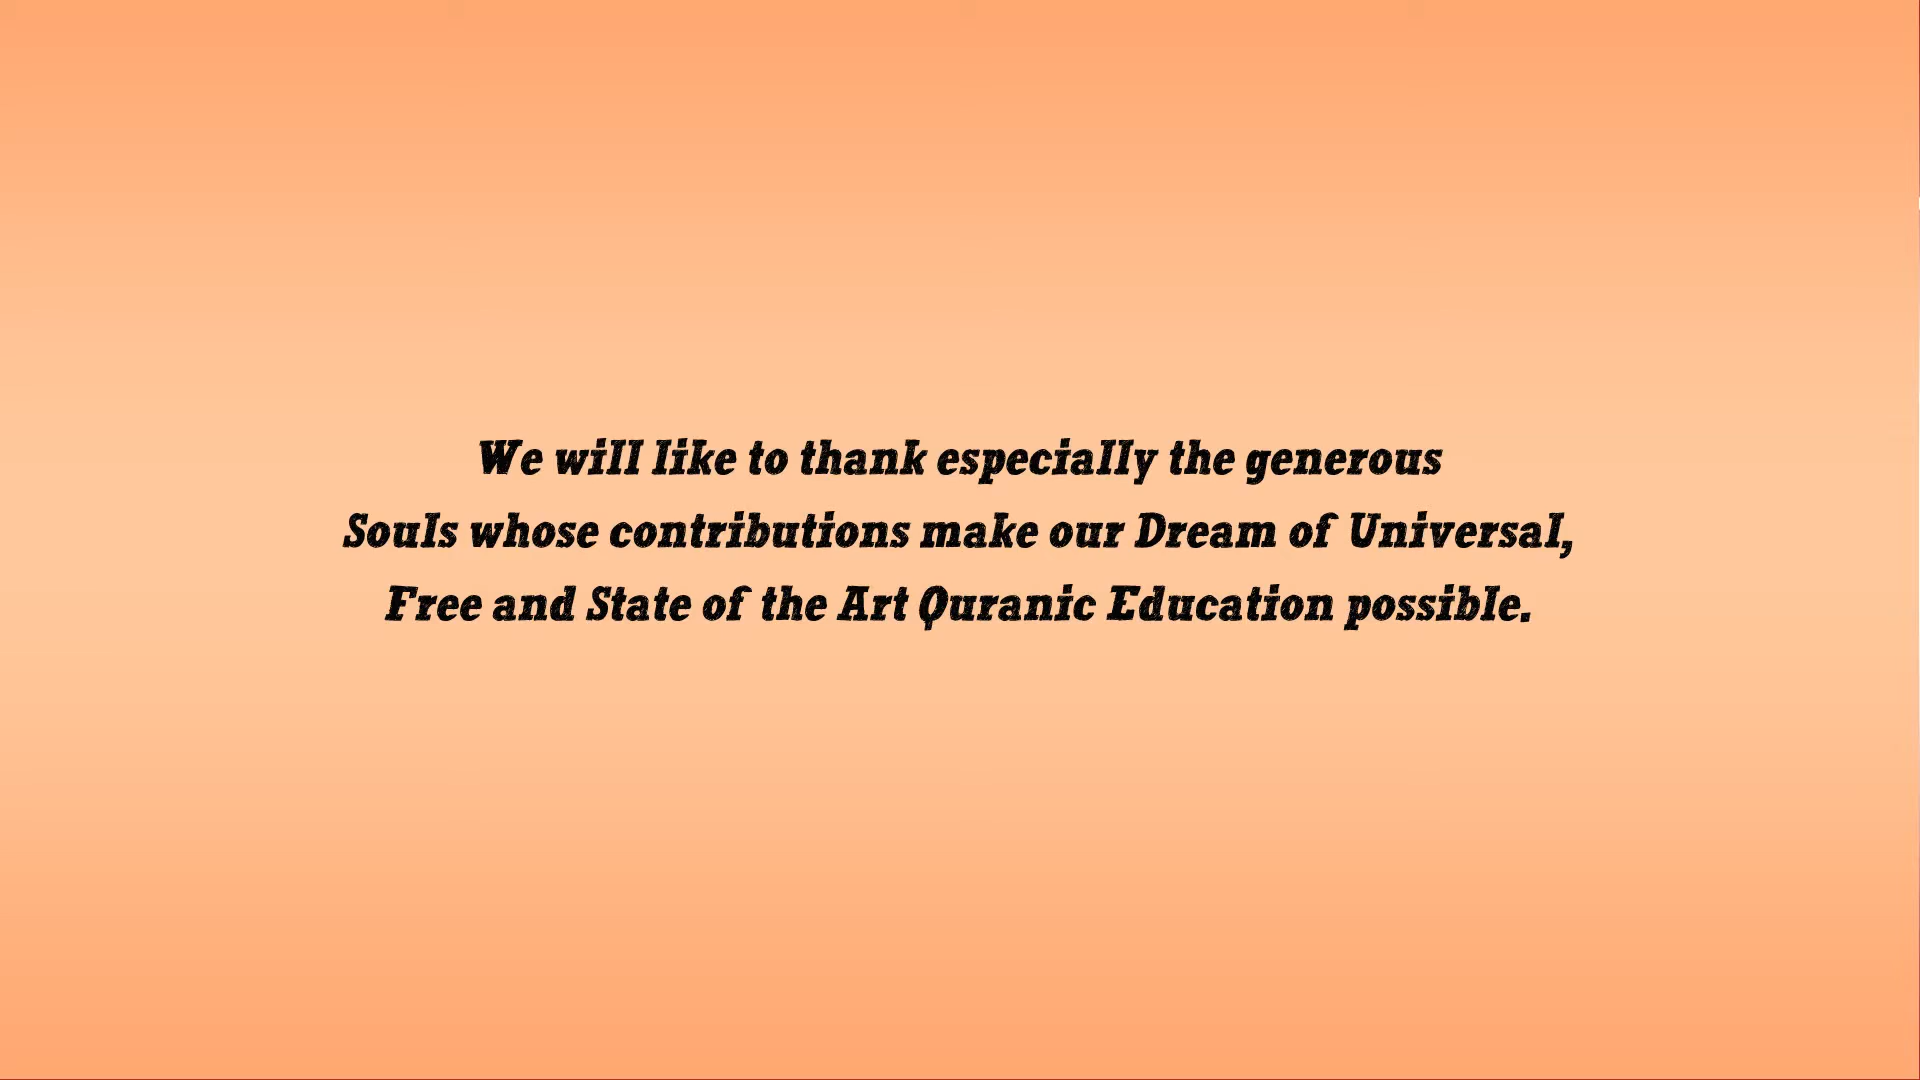 We will like to thank especially the generous
Souls whose contributions make our Dream of Universal,
Free and State of the Art Quranic Education possible.